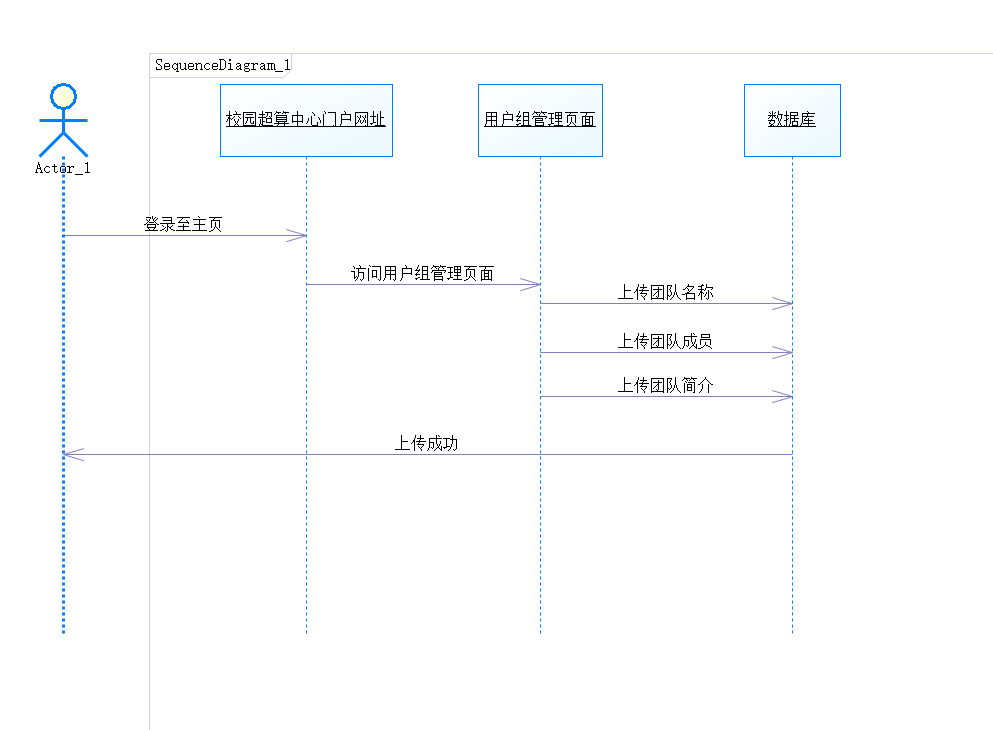 SequenceDiagram_1
校园超算中心门户网址
用户组管理页面
数据库
Actor_1
登录至主页
访问用户组管理页面
上传团队名称
上传团队成员
上传团队简介
上传成功